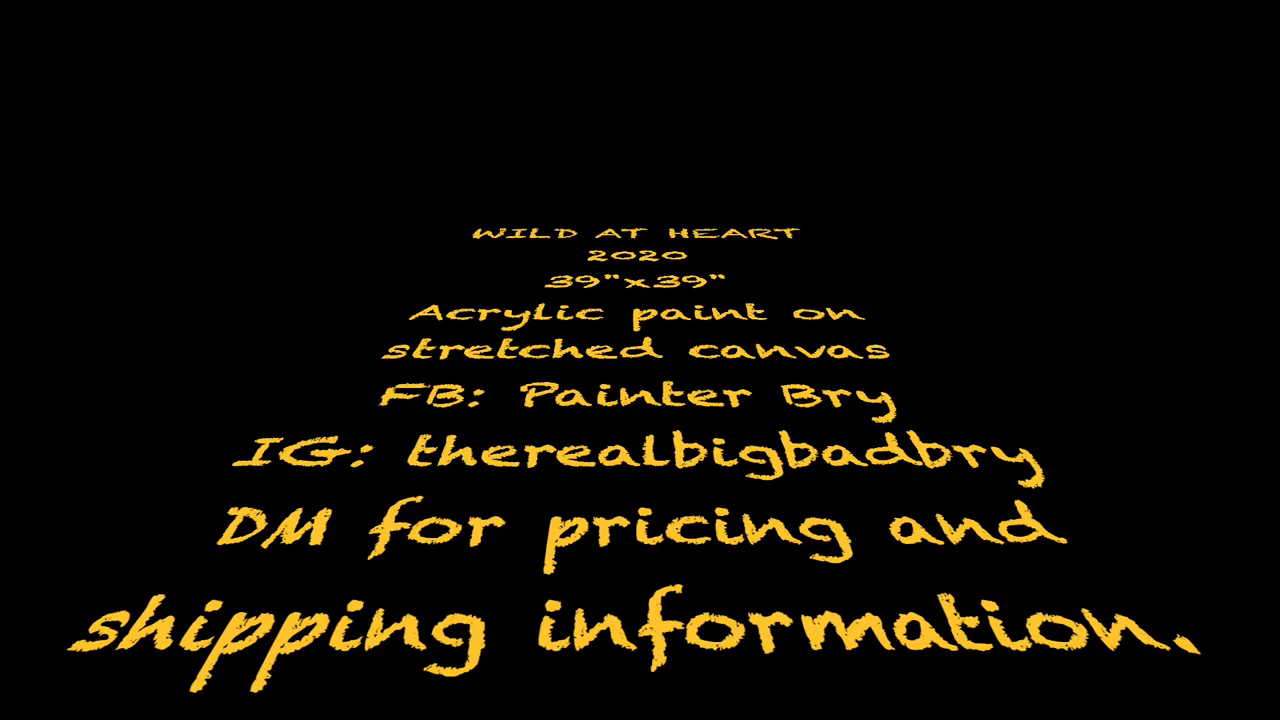 WILD AT HEART
2020
39"x39"
Acrylic paint on
stretched canvas
FB: Painter Bry
IG: therealbigbadbry
DM for pricing and
shipping information.